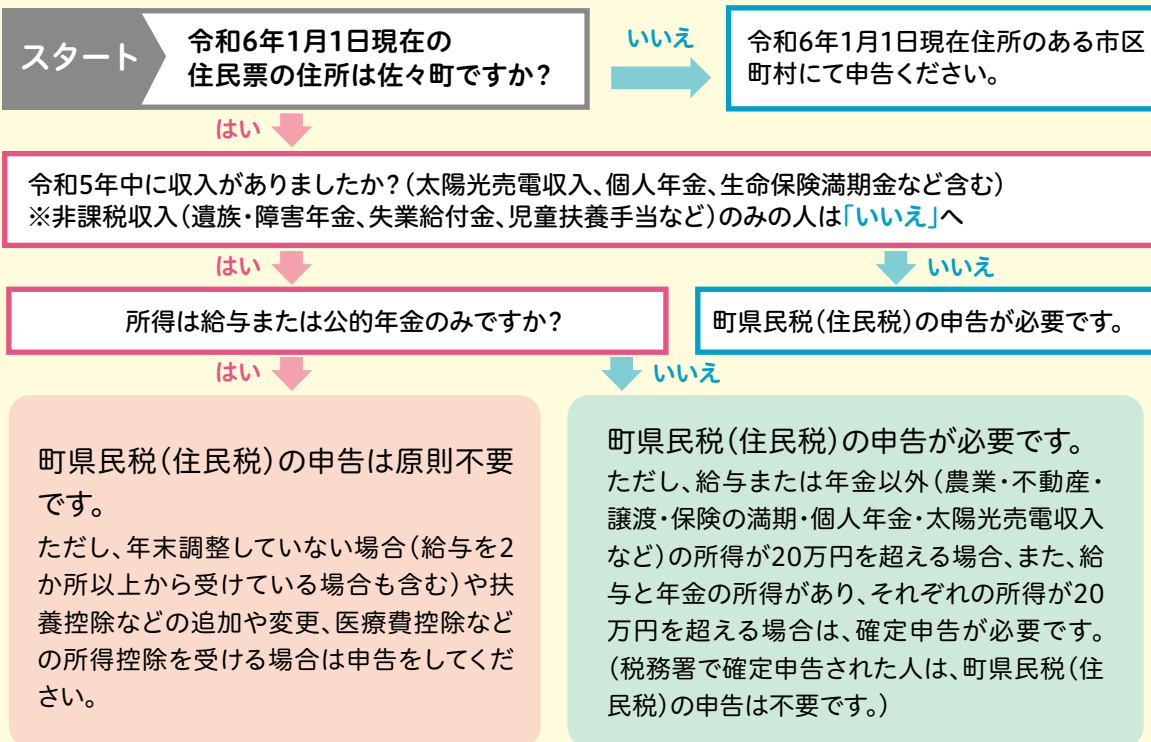 スタート
令和6年1月1日現在の
住民票の住所は佐々町ですか?
いいえ
令和6年1月1日現在住所のある市区
町村にて申告ください。
はい
令和5年中に収入がありましたか?(太陽光売電収入、個人年金、生命保険満期金など含む)
※非課税収入(遺族・障害年金、失業給付金、児童扶養手当など)のみの人は「いいえ」へ
はい
いいえ
所得は給与または公的年金のみですか?
町県民税(住民税)の申告が必要です。
はい
いいえ
町県民税(住民税)の申告は原則不要
です。
ただし、年末調整していない場合(給与を2
か所以上から受けている場合も含む)や扶
養控除などの追加や変更、医療費控除など
の所得控除を受ける場合は申告をしてくだ
さい。
町県民税(住民税)の申告が必要です。
ただし、給与または年金以外(農業・不動産・
譲渡・保険の満期・個人年金・太陽光売電収入
など)の所得が20万円を超える場合、また、給
与と年金の所得があり、それぞれの所得が20
万円を超える場合は、確定申告が必要です。
(税務署で確定申告された人は、町県民税(住
民税)の申告は不要です。)